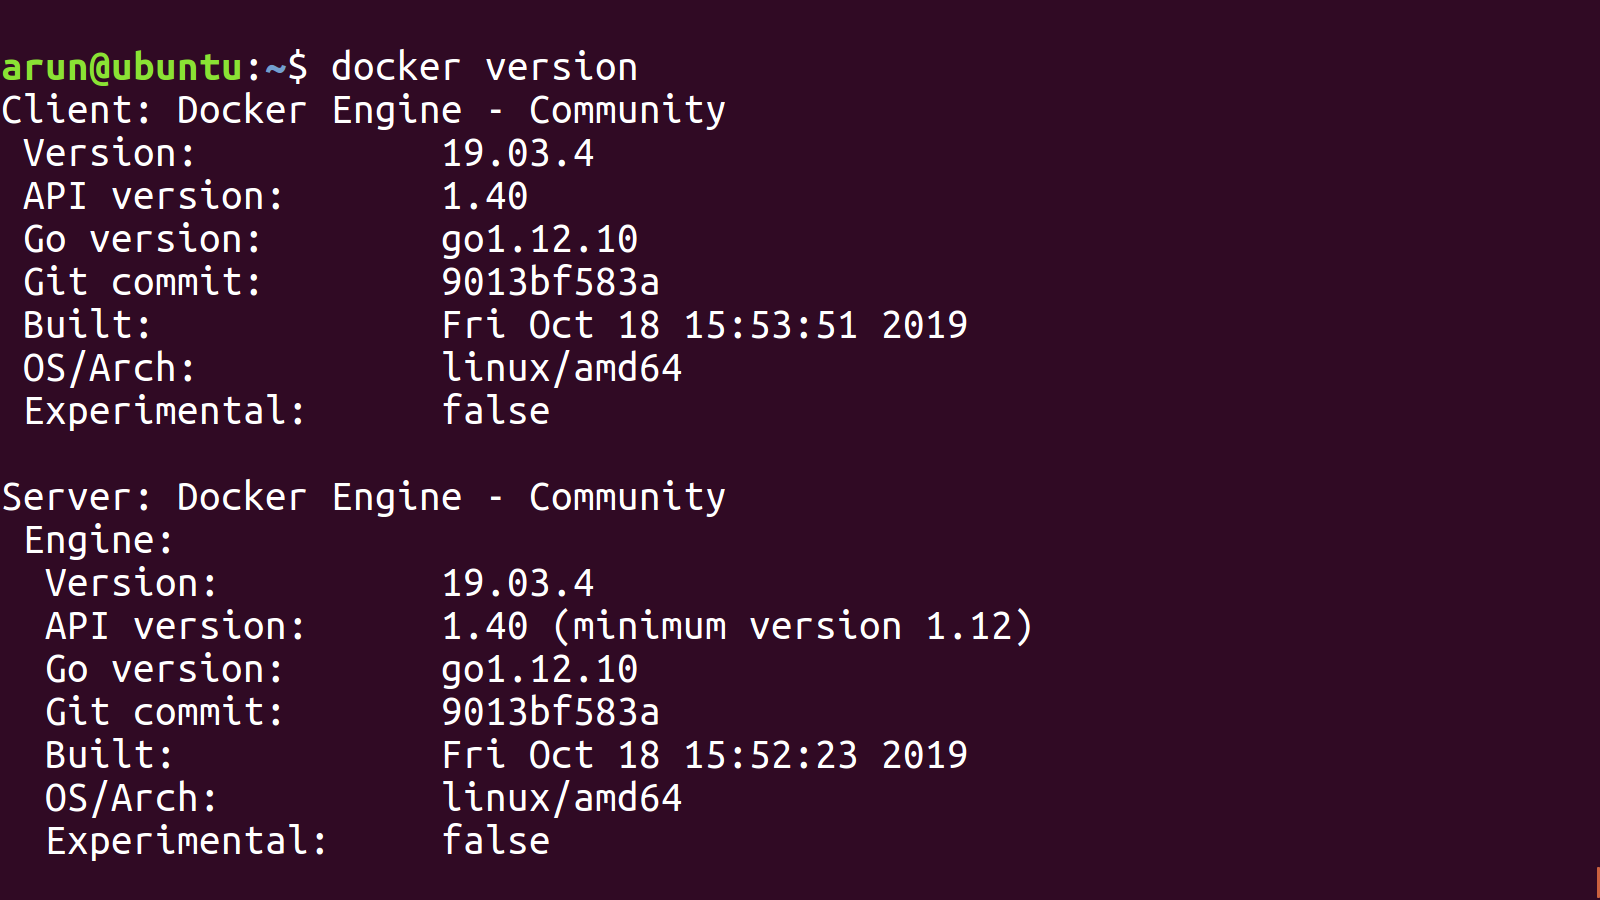 arun@ubuntu:~$ docker version
Client: Docker Engine - Community
 Version:           19.03.4
 API version:       1.40
 Go version:        go1.12.10
 Git commit:        9013bf583a
 Built:             Fri Oct 18 15:53:51 2019
 OS/Arch:           linux/amd64
 Experimental:      false

Server: Docker Engine - Community
 Engine:
  Version:          19.03.4
  API version:      1.40 (minimum version 1.12)
  Go version:       go1.12.10
  Git commit:       9013bf583a
  Built:            Fri Oct 18 15:52:23 2019
  OS/Arch:          linux/amd64
  Experimental:     false